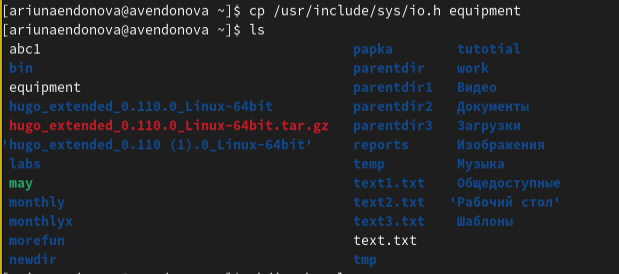 [ariunaendonova@avendonova ~]$ cp /usr/include/sys/io.h equipment
[ariunaendonova@avendonova ~]$ ls
abc1 papka tutotial
bin parentdir work
equipment parentdir1 Видео
hugo_extended_0.110.0_Linux-64bit parentdir2 Документы
hugo_extended_0.110.0_Linux-64bit.tar.gz parentdir3 Загрузки
'hugo_extended_0.110 (1).0_Linux-64bit' reports Изображения
labs temp Музыка
may text1.txt Общедоступные
monthly text2.txt 'Рабочий стол'
monthlyx text3.txt Шаблоны
morefun text.txt
newdir tmp